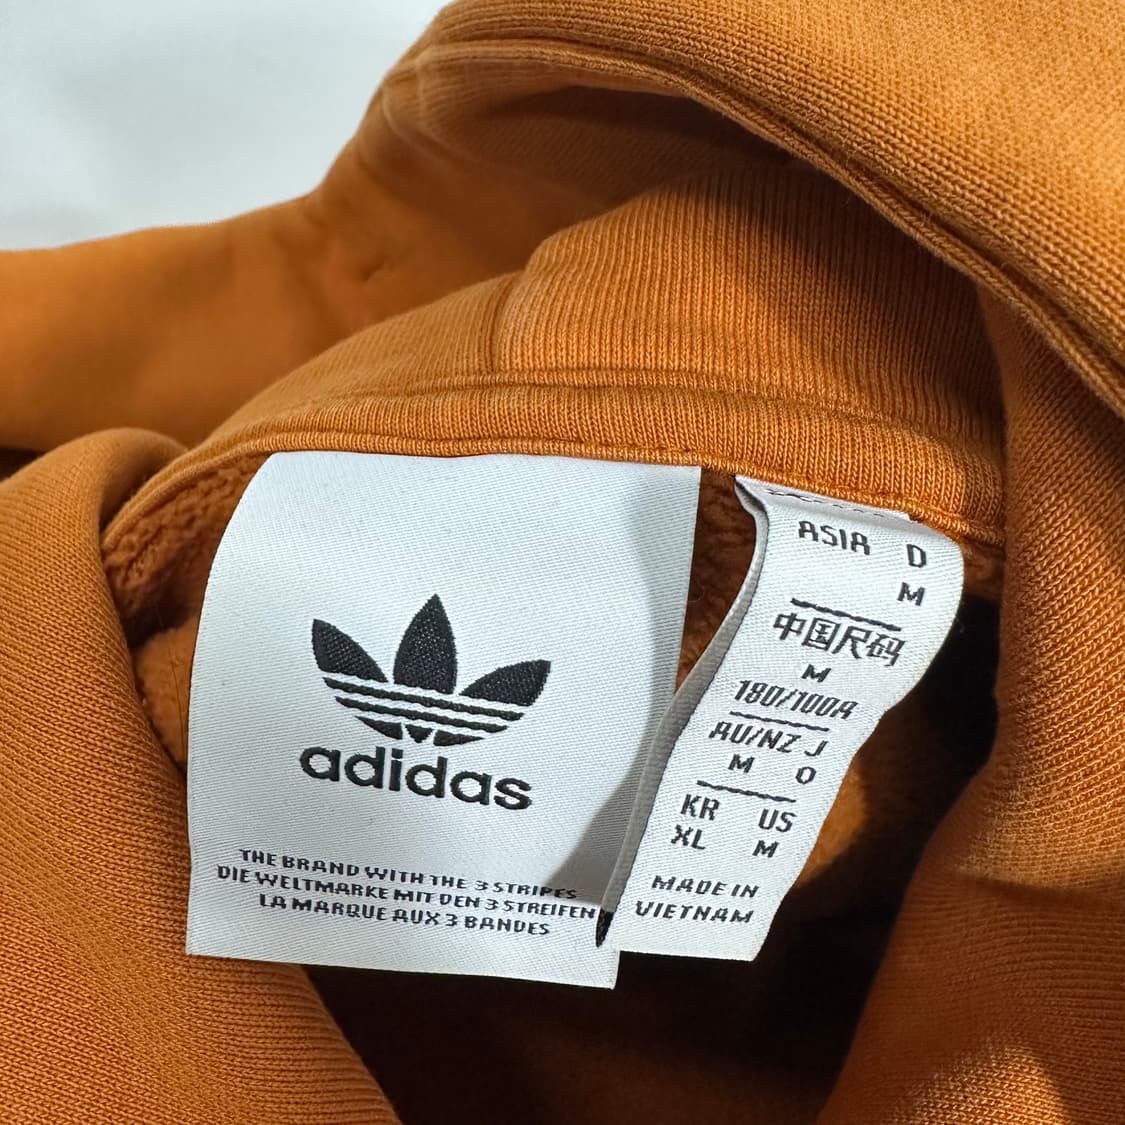 adidas
THE BRAND WITH THE 3 STRIPES
DIE WELTMARKE MIT DEN 3 STREIFEN
LA MARQUE AUX 3 BANDES
ASIA D
M
中国尺码
M
180/100A
AU/NZ J
M O
KR US
XL M
MADE IN
VIETNAM